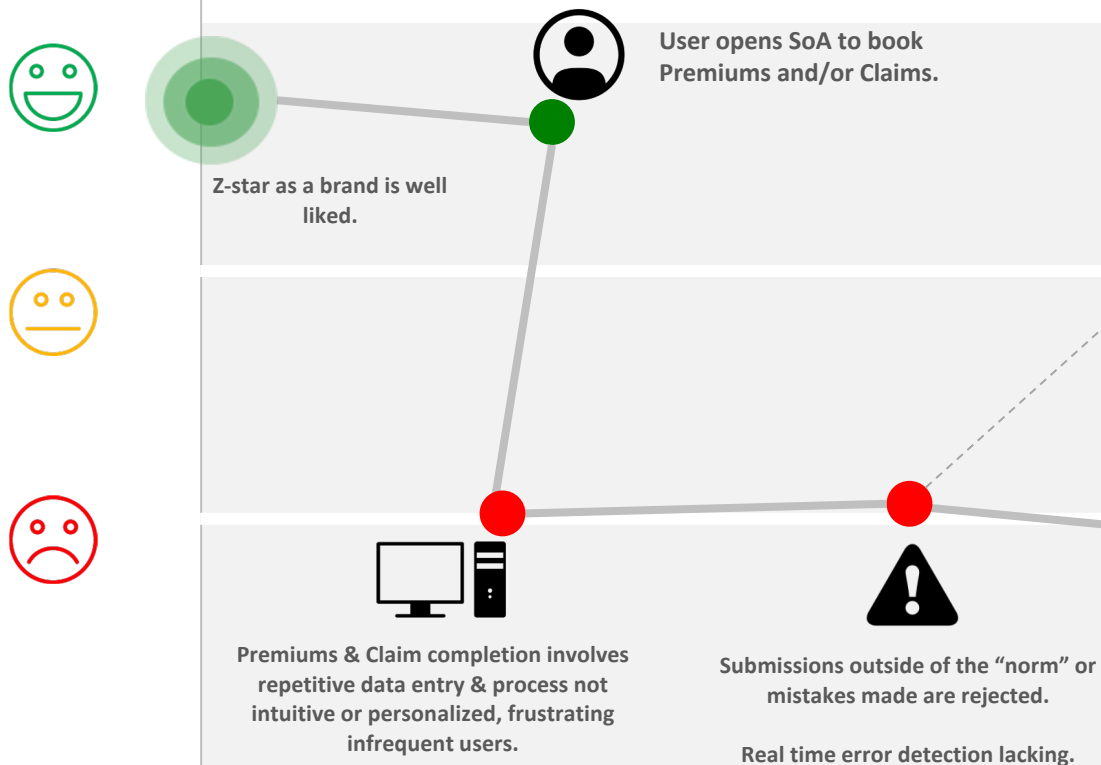 User opens SoA to book
Premiums and/or Claims.
Z-star as a brand is well
liked.
Premiums & Claim completion involves
repetitive data entry & process not
intuitive or personalized, frustrating
infrequent users.
Submissions outside of the “norm” or
mistakes made are rejected.
Real time error detection lacking.